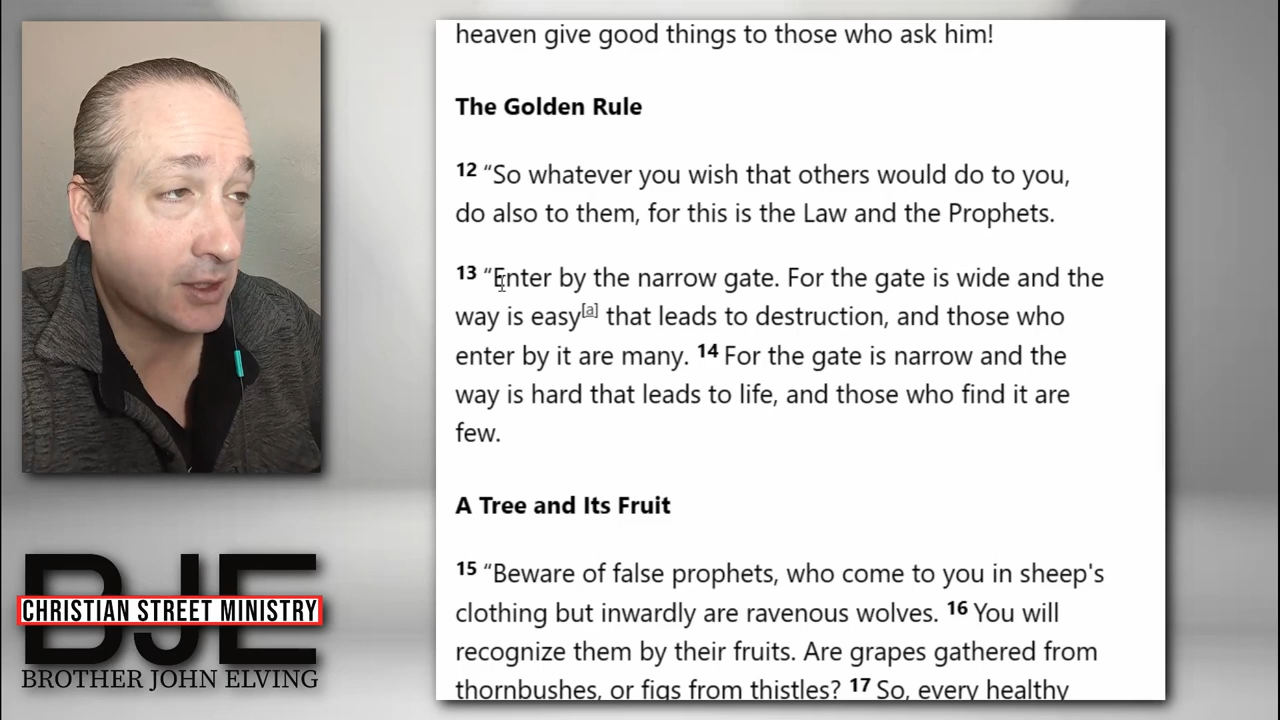 heaven give good things to those who ask him!
The Golden Rule
12 “So whatever you wish that others would do to you,
do also to them, for this is the Law and the Prophets.
13 “Enter by the narrow gate. For the gate is wide and the
way is easy[a] that leads to destruction, and those who
enter by it are many. 14 For the gate is narrow and the
way is hard that leads to life, and those who find it are
few.
A Tree and Its Fruit
15 “Beware of false prophets, who come to you in sheep's
clothing but inwardly are ravenous wolves. 16 You will
recognize them by their fruits. Are grapes gathered from
thornbushes, or figs from thistles? 17 So, every healthy
BJE
CHRISTIAN STREET MINISTRY
BROTHER JOHN ELVING